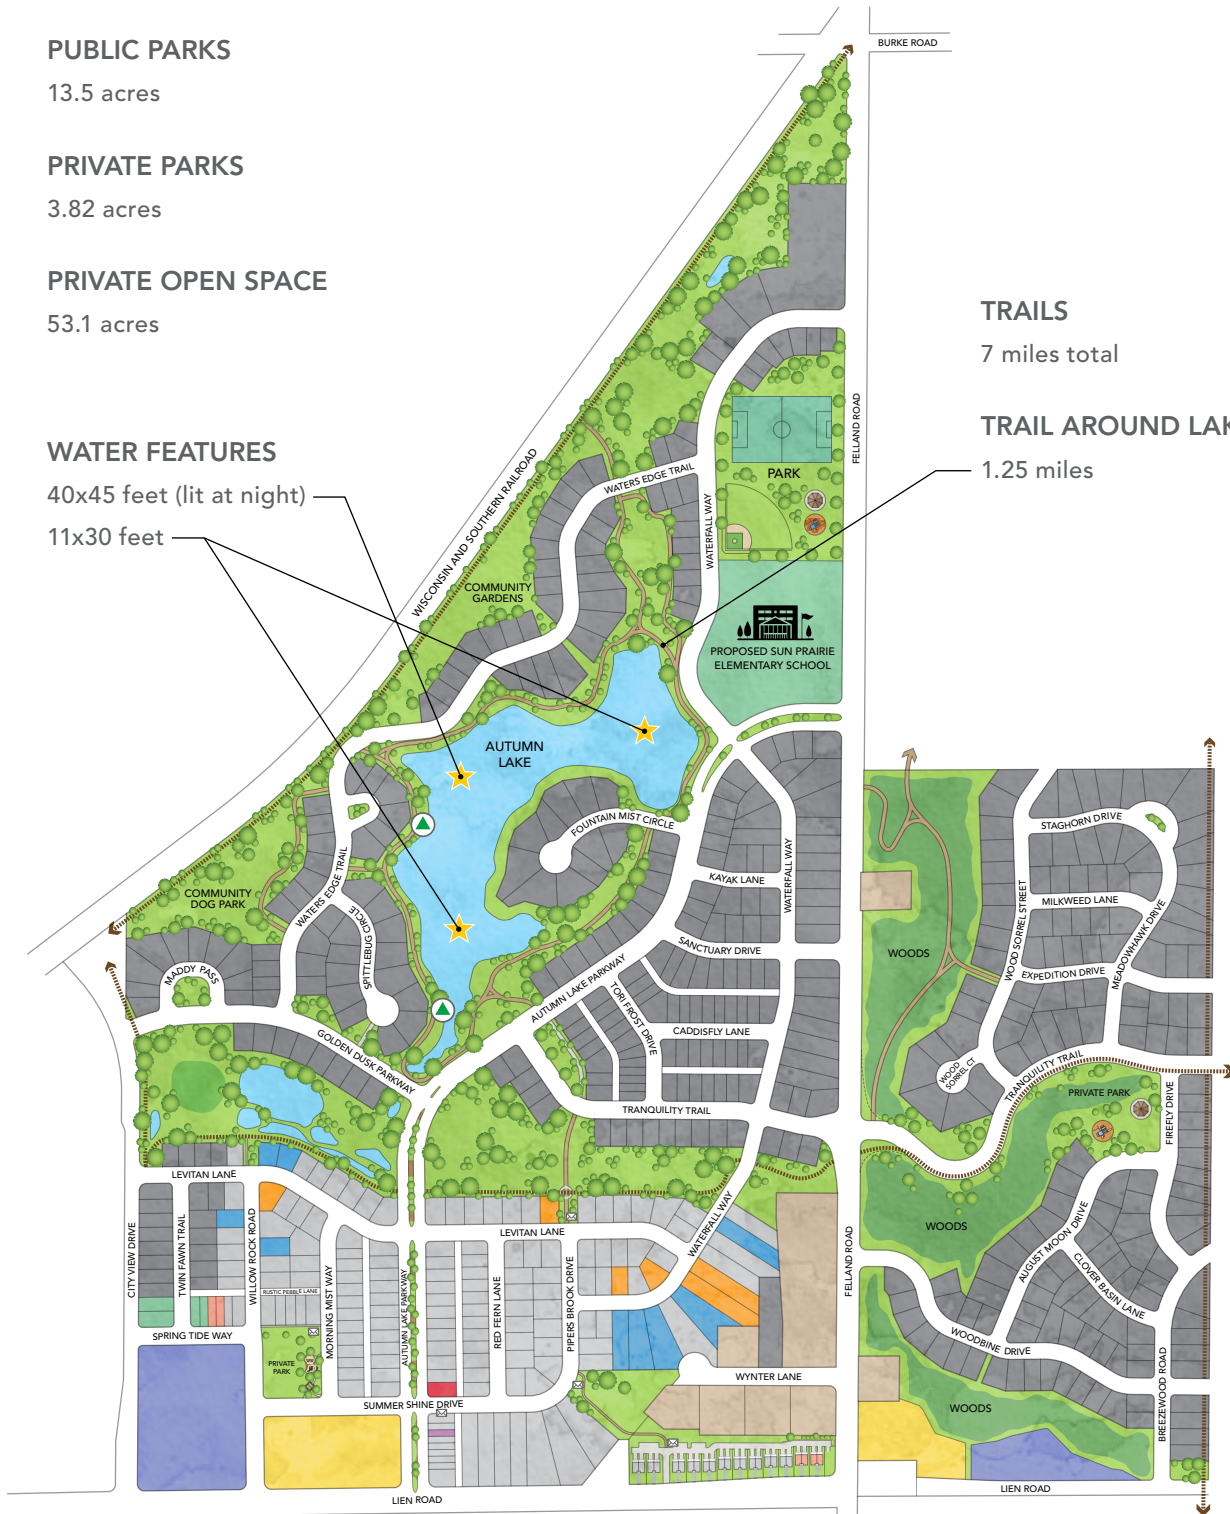 PUBLIC PARKS
13.5 acres
PRIVATE PARKS
3.82 acres
PRIVATE OPEN SPACE
53.1 acres
WATER FEATURES
40x45 feet (lit at night)
11x30 feet
TRAILS
7 miles total
TRAIL AROUND LAK
1.25 miles
BURKE ROAD
FELLAND ROAD
WISCONSIN AND SOUTHERN RAILROAD
WATERS EDGE TRAIL
WATERFALL WAY
PARK
COMMUNITY
GARDENS
PROPOSED SUN PRAIRIE
ELEMENTARY SCHOOL
AUTUMN
LAKE
FOUNTAIN MIST CIRCLE
KAYAK LANE
WATERFALL WAY
SANCTUARY DRIVE
STAGHORN DRIVE
MILKWEED LANE
WOOD SORREL STREET
MEADOWHAWK DRIVE
EXPEDITION DRIVE
WOODS
COMMUNITY
DOG PARK
WATERS EDGE TRAIL
SPITTLEBUG CIRCLE
MADDY PASS
AUTUMN LAKE PARKWAY
TORI FROST DRIVE
CADDISFLY LANE
GOLDEN DUSK PARKWAY
TRANQUILITY TRAIL
WOOD
SORREL CT
TRANQUILITY TRAIL
PRIVATE PARK
FIREFLY DRIVE
LEVITAN LANE
LEVITAN LANE
WATERFALL WAY
WOODS
AUGUST MOON DRIVE
CLOVER BASIN LANE
CITY VIEW DRIVE
TWIN FAWN TRAIL
WILLOW ROCK ROAD
RUSTIC PEBBLE LANE
MORNING MIST WAY
AUTUMN LAKE PARKWAY
RED FERN LANE
PIPERS BROOK DRIVE
FELLAND ROAD
SPRING TIDE WAY
PRIVATE
PARK
WOODBINE DRIVE
WYNTER LANE
SUMMER SHINE DRIVE
WOODS
BREEZEWOOD ROAD
LIEN ROAD
LIEN ROAD